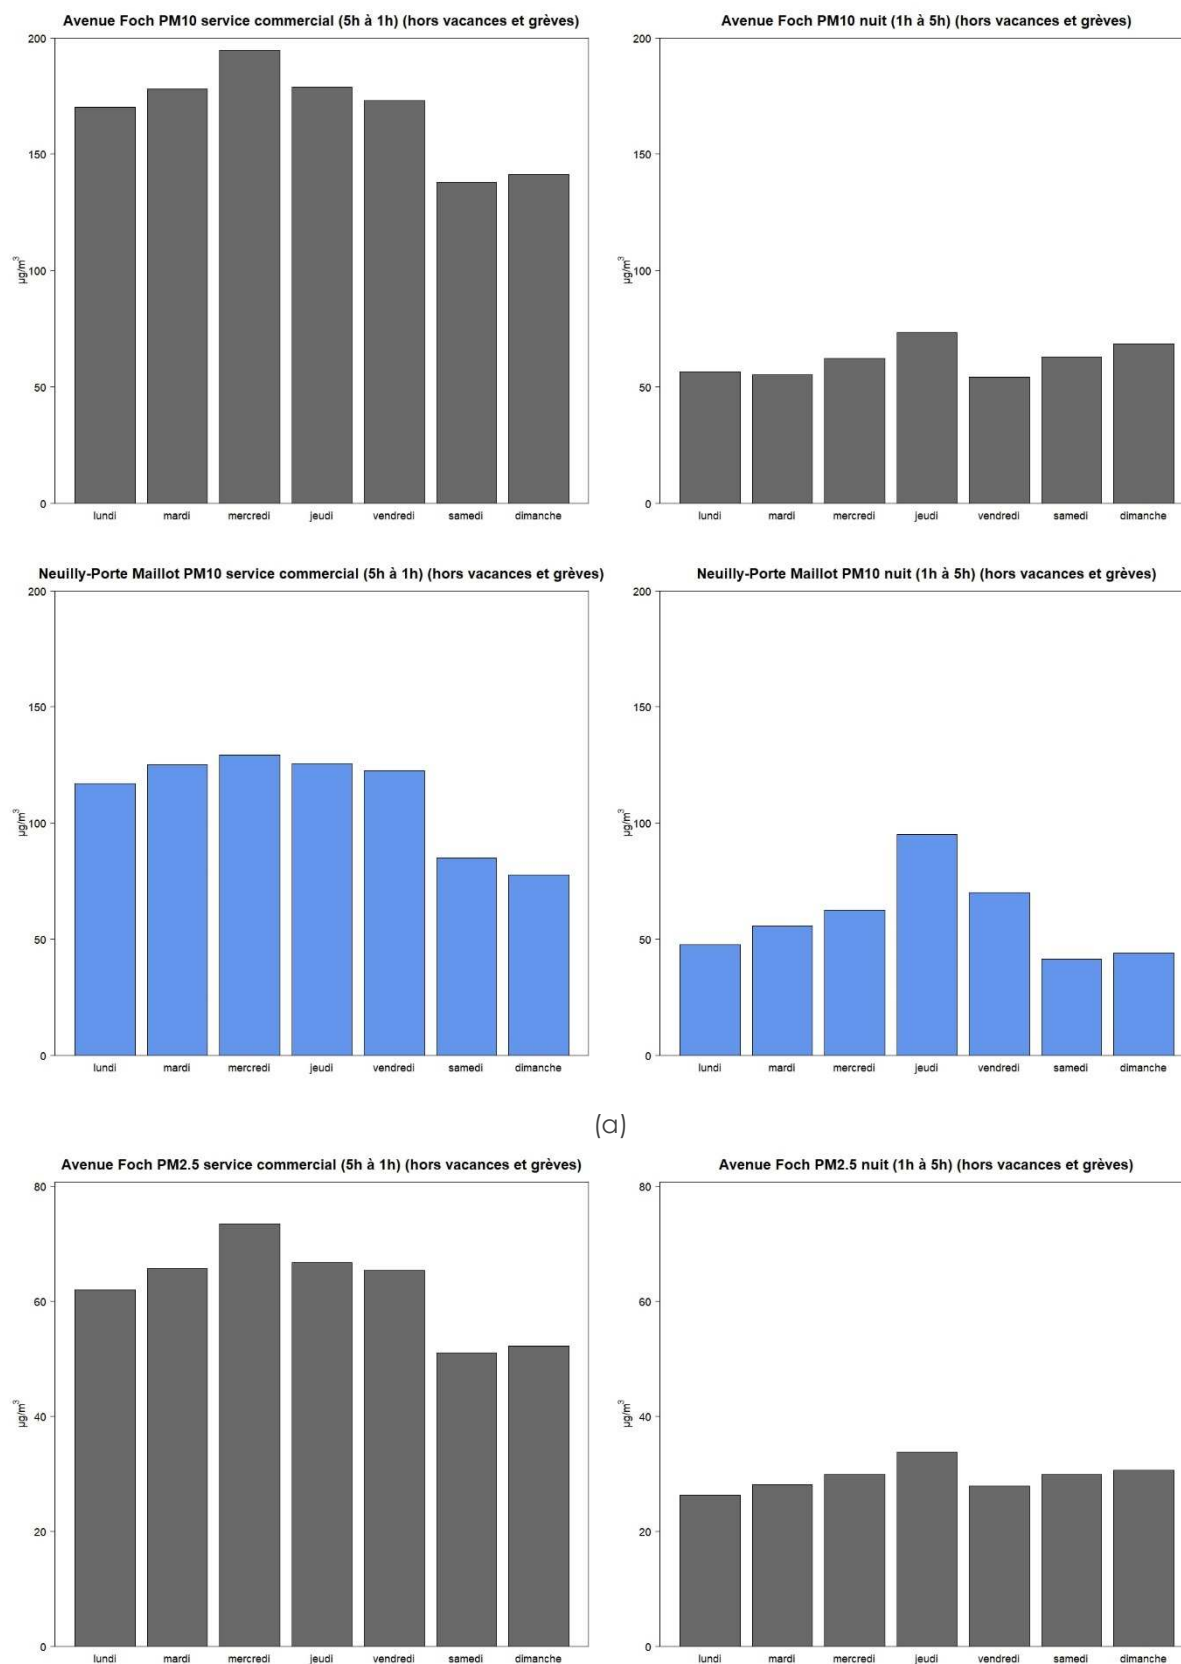 Avenue Foch PM10 service commercial (5h à 1h) (hors vacances et grèves)
200
150
100
50
0
µg/m³
lundi mardi mercredi jeudi vendredi samedi dimanche
Avenue Foch PM10 nuit (1h à 5h) (hors vacances et grèves)
200
150
100
50
0
µg/m³
lundi mardi mercredi jeudi vendredi samedi dimanche
Neuilly-Porte Maillot PM10 service commercial (5h à 1h) (hors vacances et grèves)
200
150
100
50
0
µg/m³
lundi mardi mercredi jeudi vendredi samedi dimanche
Neuilly-Porte Maillot PM10 nuit (1h à 5h) (hors vacances et grèves)
200
150
100
50
0
µg/m³
lundi mardi mercredi jeudi vendredi samedi dimanche
(a)
Avenue Foch PM2.5 service commercial (5h à 1h) (hors vacances et grèves)
80
60
40
20
0
µg/m³
lundi mardi mercredi jeudi vendredi samedi dimanche
Avenue Foch PM2.5 nuit (1h à 5h) (hors vacances et grèves)
80
60
40
20
0
µg/m³
lundi mardi mercredi jeudi vendredi samedi dimanche